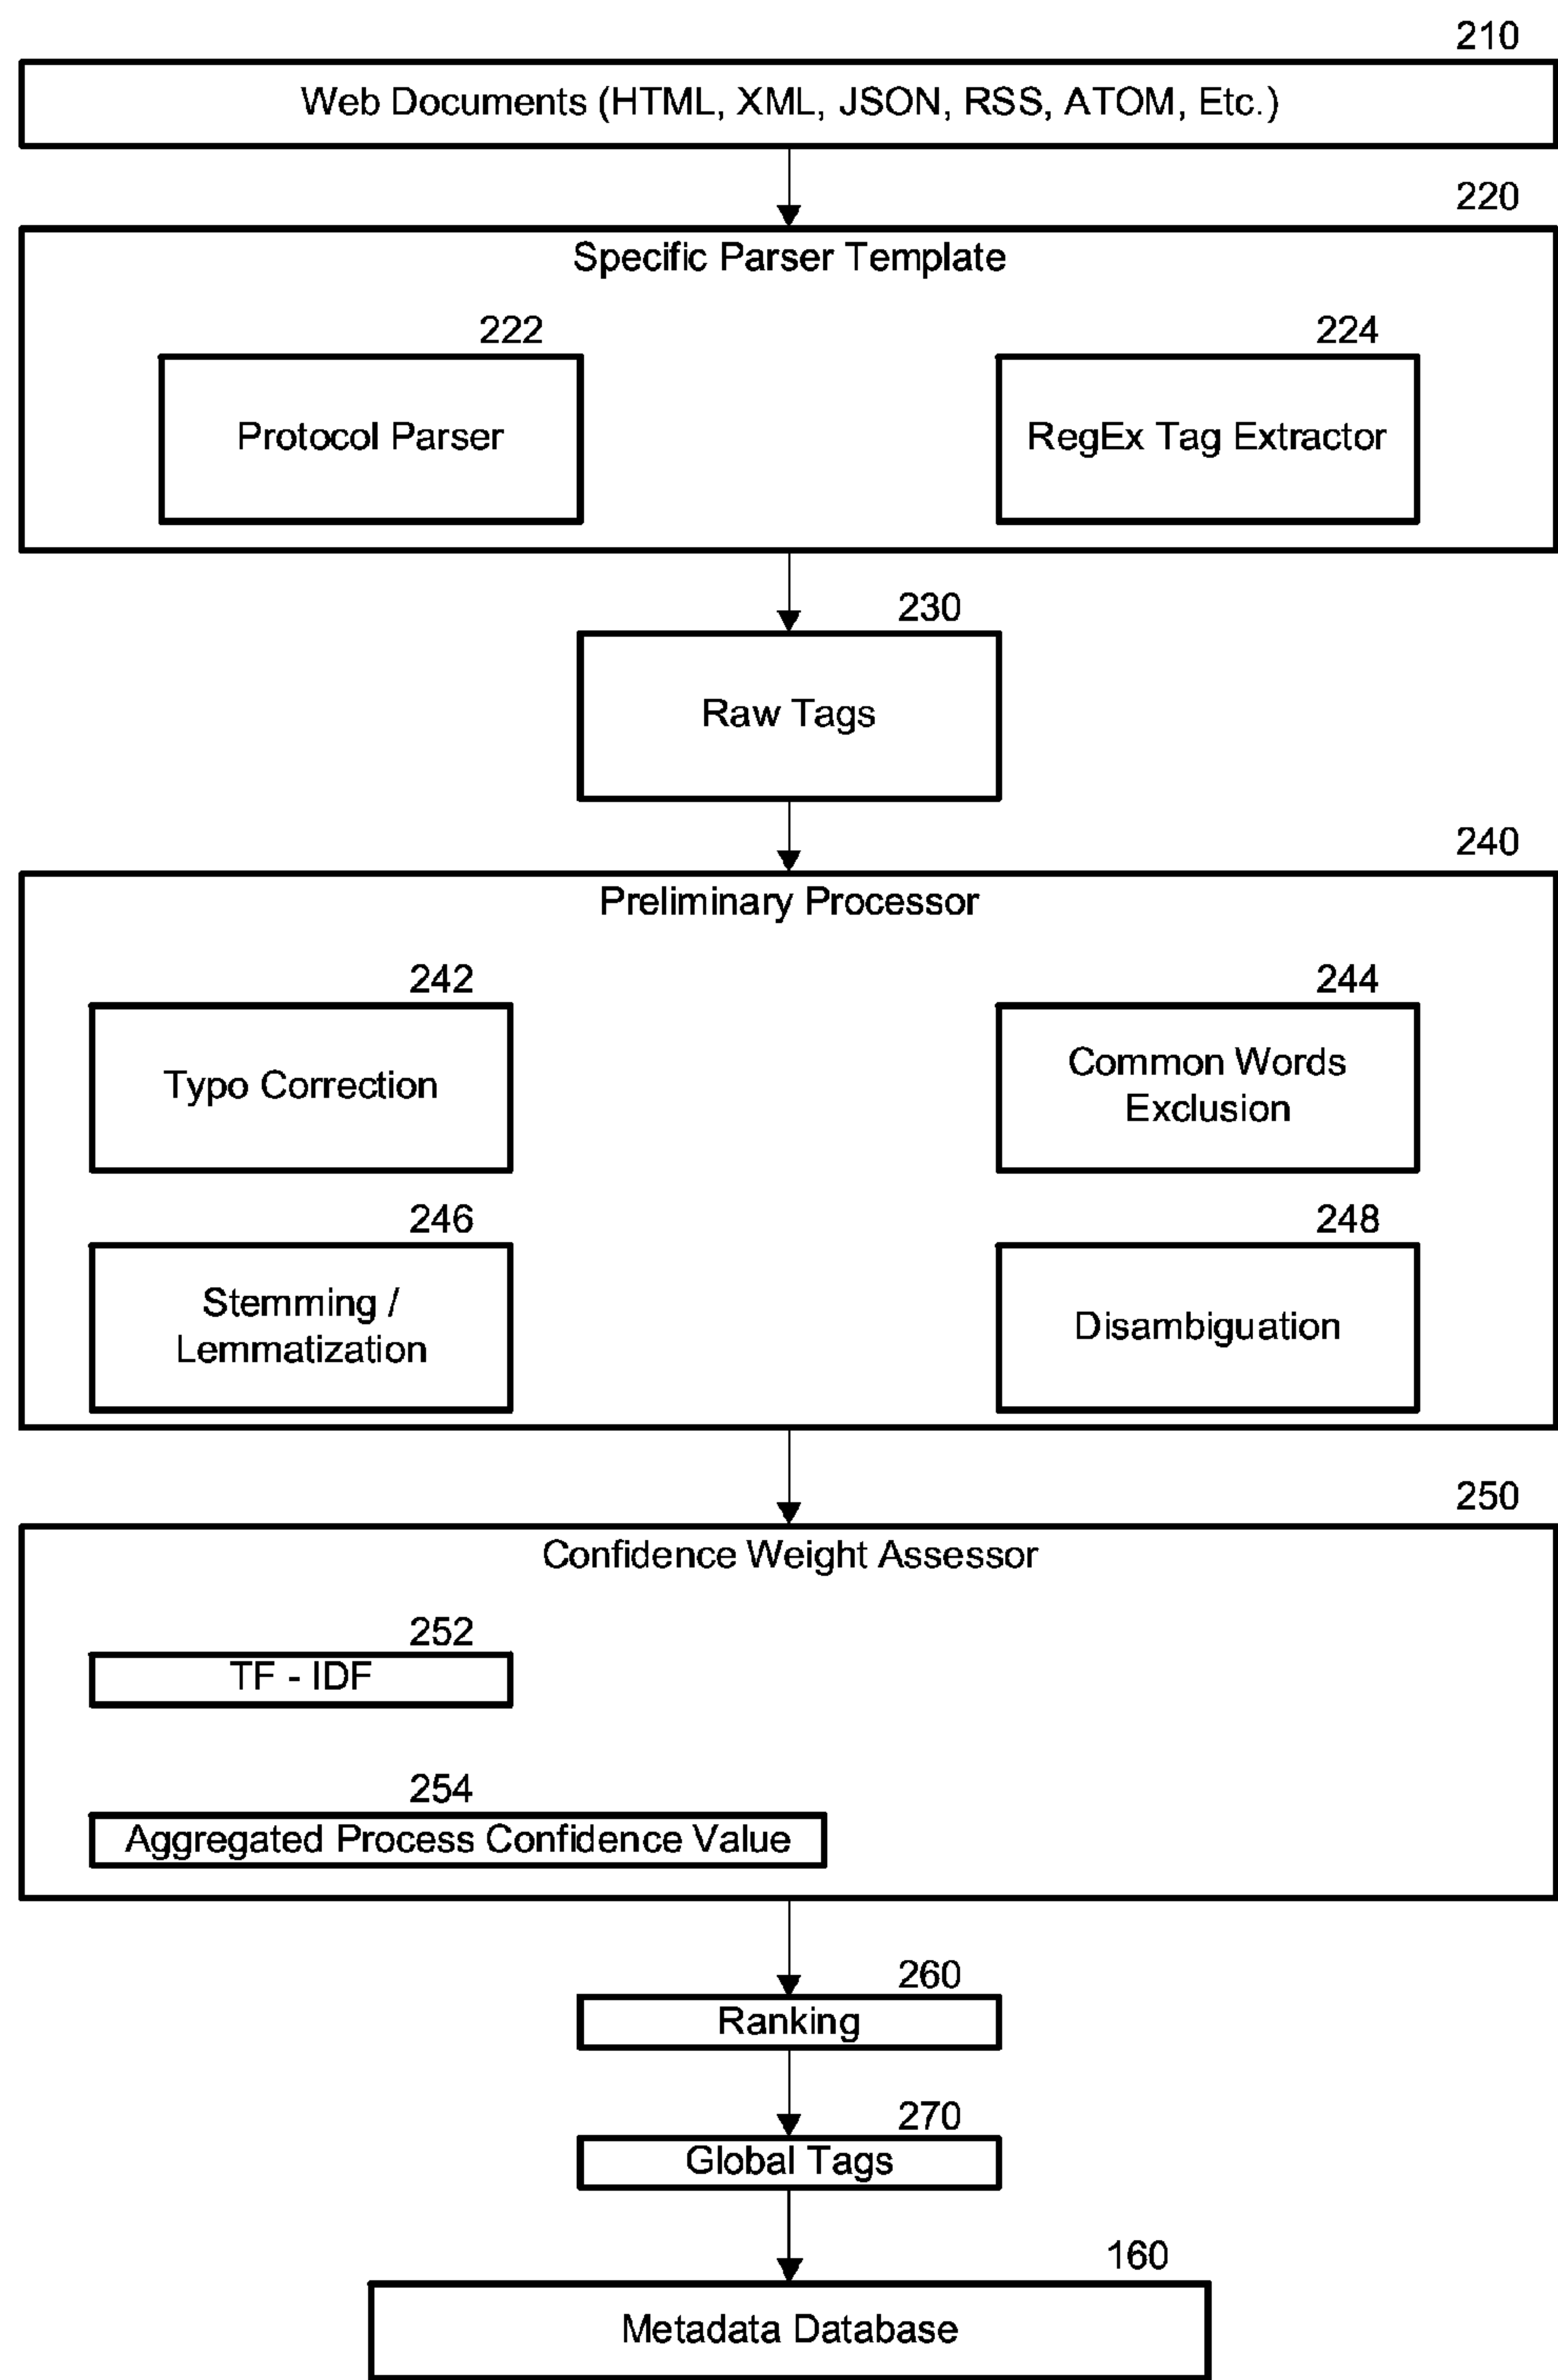 210
Web Documents (HTML, XML, JSON, RSS, ATOM, Etc.)
220
Specific Parser Template
222
224
Protocol Parser
RegEx Tag Extractor
230
Raw Tags
240
Preliminary Processor
242
244
Typo Correction
Common Words
Exclusion
246
248
Stemming /
Lemmatization
Disambiguation
250
Confidence Weight Assessor
252
TF - IDF
254
Aggregated Process Confidence Value
260
Ranking
270
Global Tags
160
Metadata Database